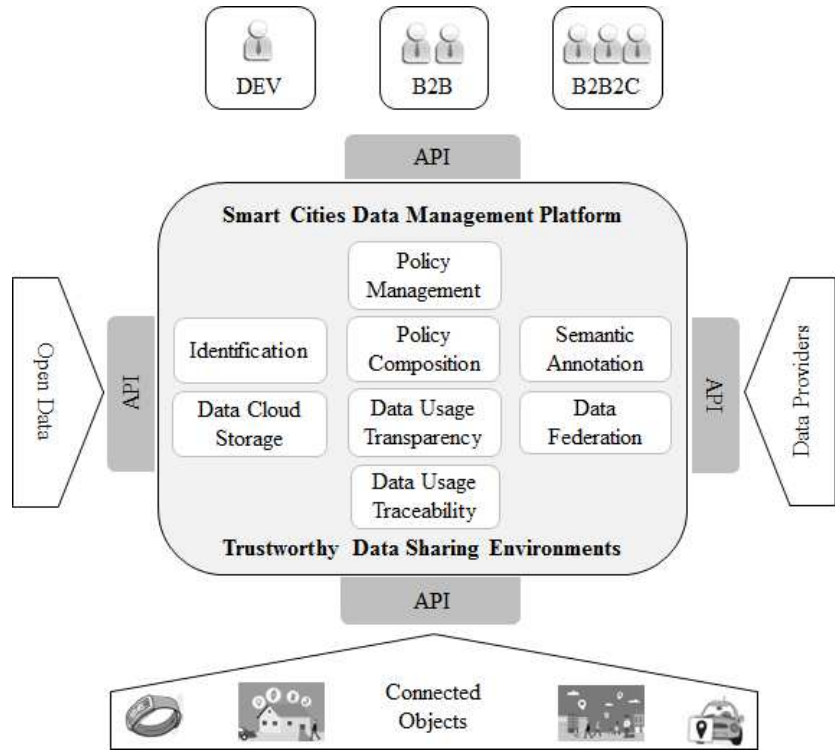 DEV
B2B
B2B2C
API
Smart Cities Data Management Platform
Policy
Management
Identification
Policy
Composition
Semantic
Annotation
Data Cloud
Storage
Data Usage
Transparency
Data
Federation
Data Usage
Traceability
Trustworthy Data Sharing Environments
Open Data
API
API
Data Providers
API
Connected
Objects